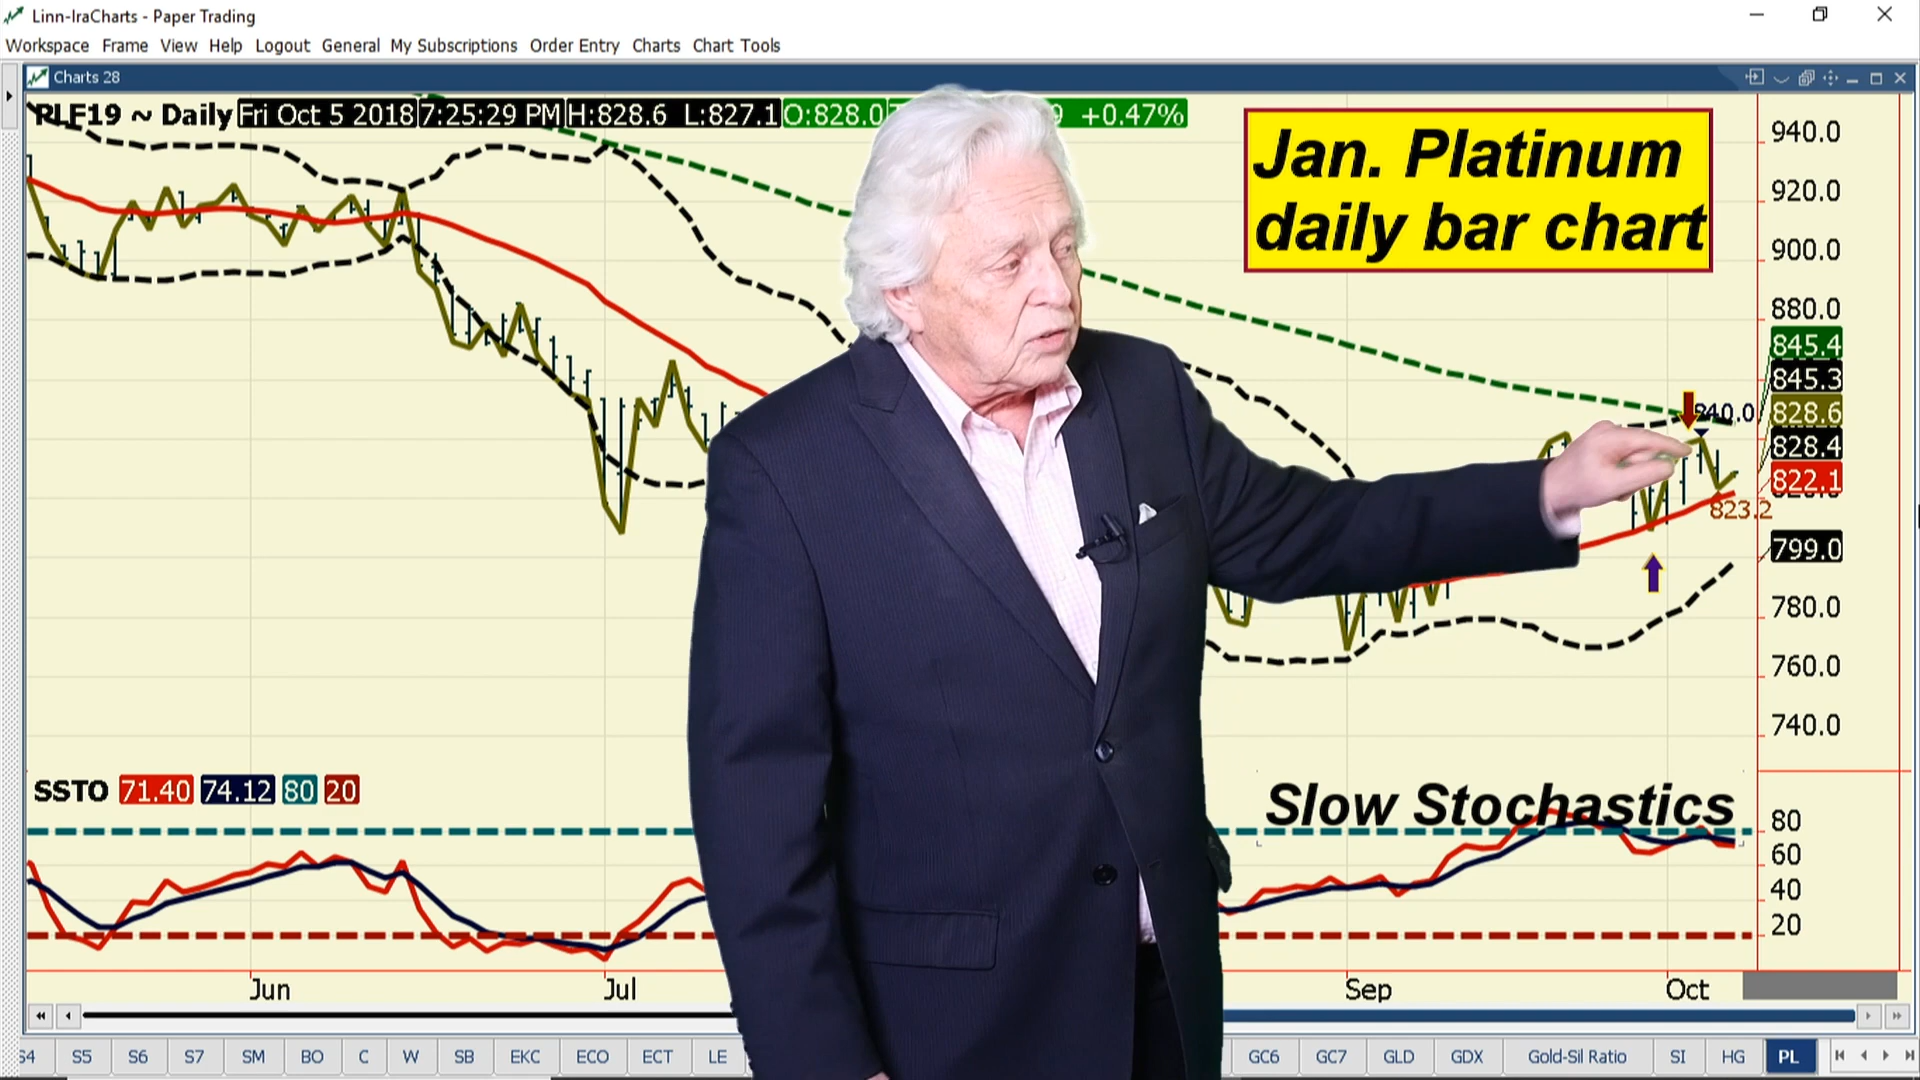 Linn-IraCharts - Paper Trading
Workspace Frame View Help Logout General My Subscriptions Order Entry Charts Chart Tools
Charts 28
PLF19 ~ Daily Fri Oct 5 2018 7:25:29 PM H:828.6 L:827.1 O:828.0 +0.47%
Jan. Platinum
daily bar chart
940.0
920.0
900.0
880.0
845.4
845.3
840.0
828.6
828.4
822.1
823.2
799.0
780.0
760.0
740.0
SSTO 71.40 74.12 80 20
Slow Stochastics
80
60
40
20
Jun Jul Sep Oct
S4 S5 S6 S7 SM BO C W SB EKC ECO ECT LE GC6 GC7 GLD GDX Gold-Sil Ratio SI HG PL